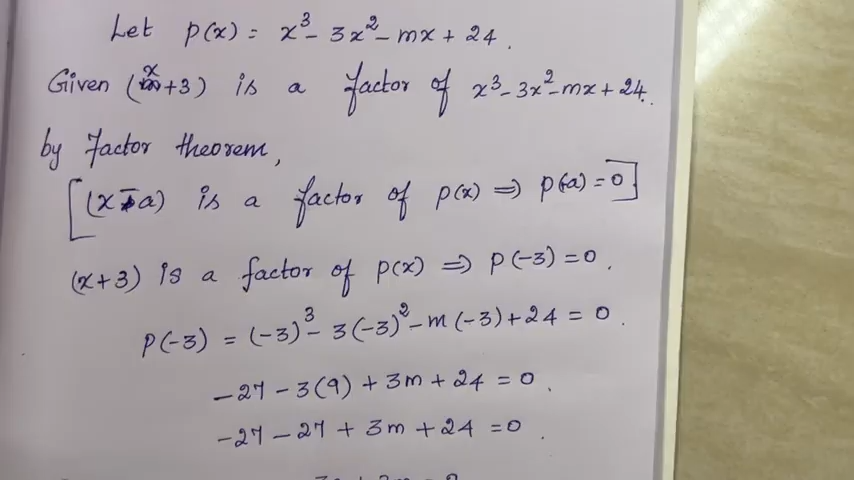 Let p(x) = x³ - 3x² - mx + 24.
Given (x+3) is a factor of x³ - 3x² - mx + 24.
by Factor theorem,
[(x-a) is a factor of p(x) ⇒ p(a) = 0]
(x+3) is a factor of p(x) ⇒ p(-3) = 0.
p(-3) = (-3)³ - 3(-3)² - m(-3) + 24 = 0.
-27 - 3(9) + 3m + 24 = 0.
-27 - 27 + 3m + 24 = 0.